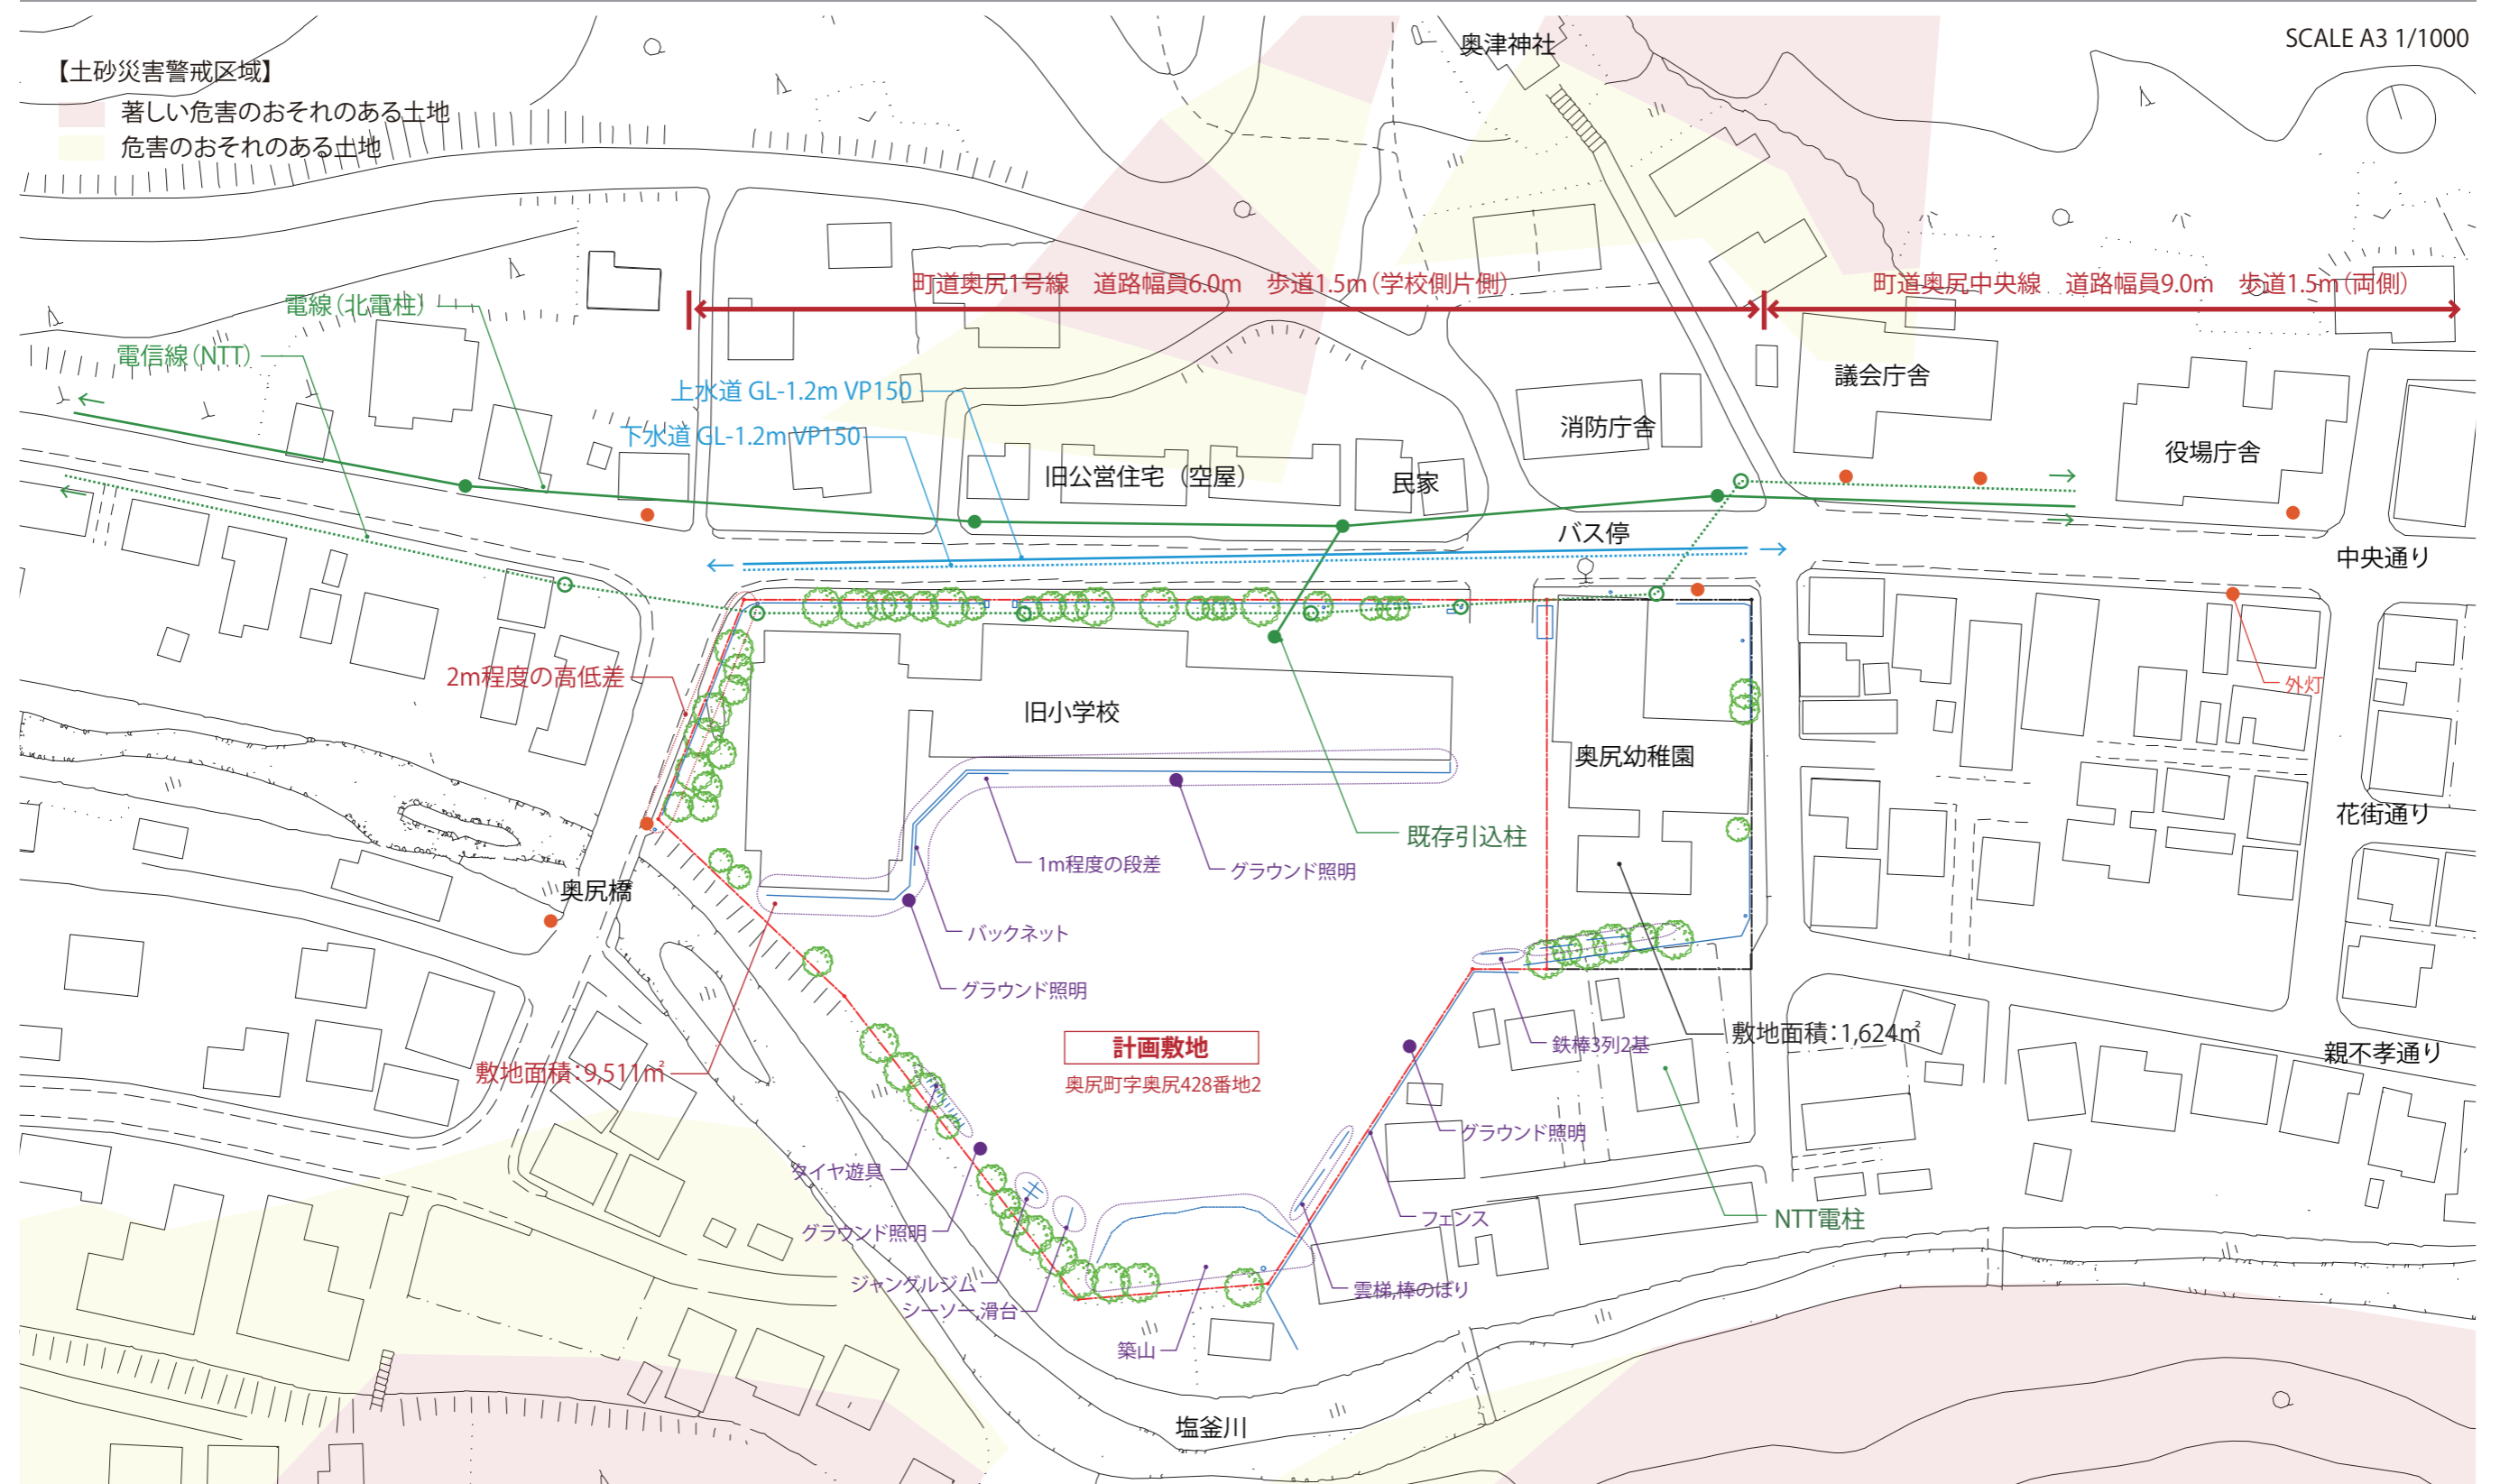 SCALE A3 1/1000
奥津神社
【土砂災害警戒区域】
著しい危害のおそれのある土地
危害のおそれのある土地
町道奥尻1号線　道路幅員6.0m　歩道1.5m（学校側片側）
町道奥尻中央線　道路幅員9.0m　歩道1.5m（両側）
電線（北電柱）
電信線（NTT）
上水道 GL-1.2m VP150
下水道 GL-1.2m VP150
議会庁舎
消防庁舎
役場庁舎
旧公営住宅（空屋）
民家
バス停
中央通り
2m程度の高低差
外灯
旧小学校
奥尻幼稚園
花街通り
既存引込柱
1m程度の段差
グラウンド照明
奥尻橋
バックネット
グラウンド照明
計画敷地
奥尻町字奥尻428番地2
敷地面積：9,511㎡
鉄棒3列2基
敷地面積：1,624㎡
親不孝通り
グラウンド照明
タイヤ遊具
グラウンド照明
フェンス
NTT電柱
ジャングルジム
シーソー,滑台
雲梯,棒のぼり
築山
塩釜川